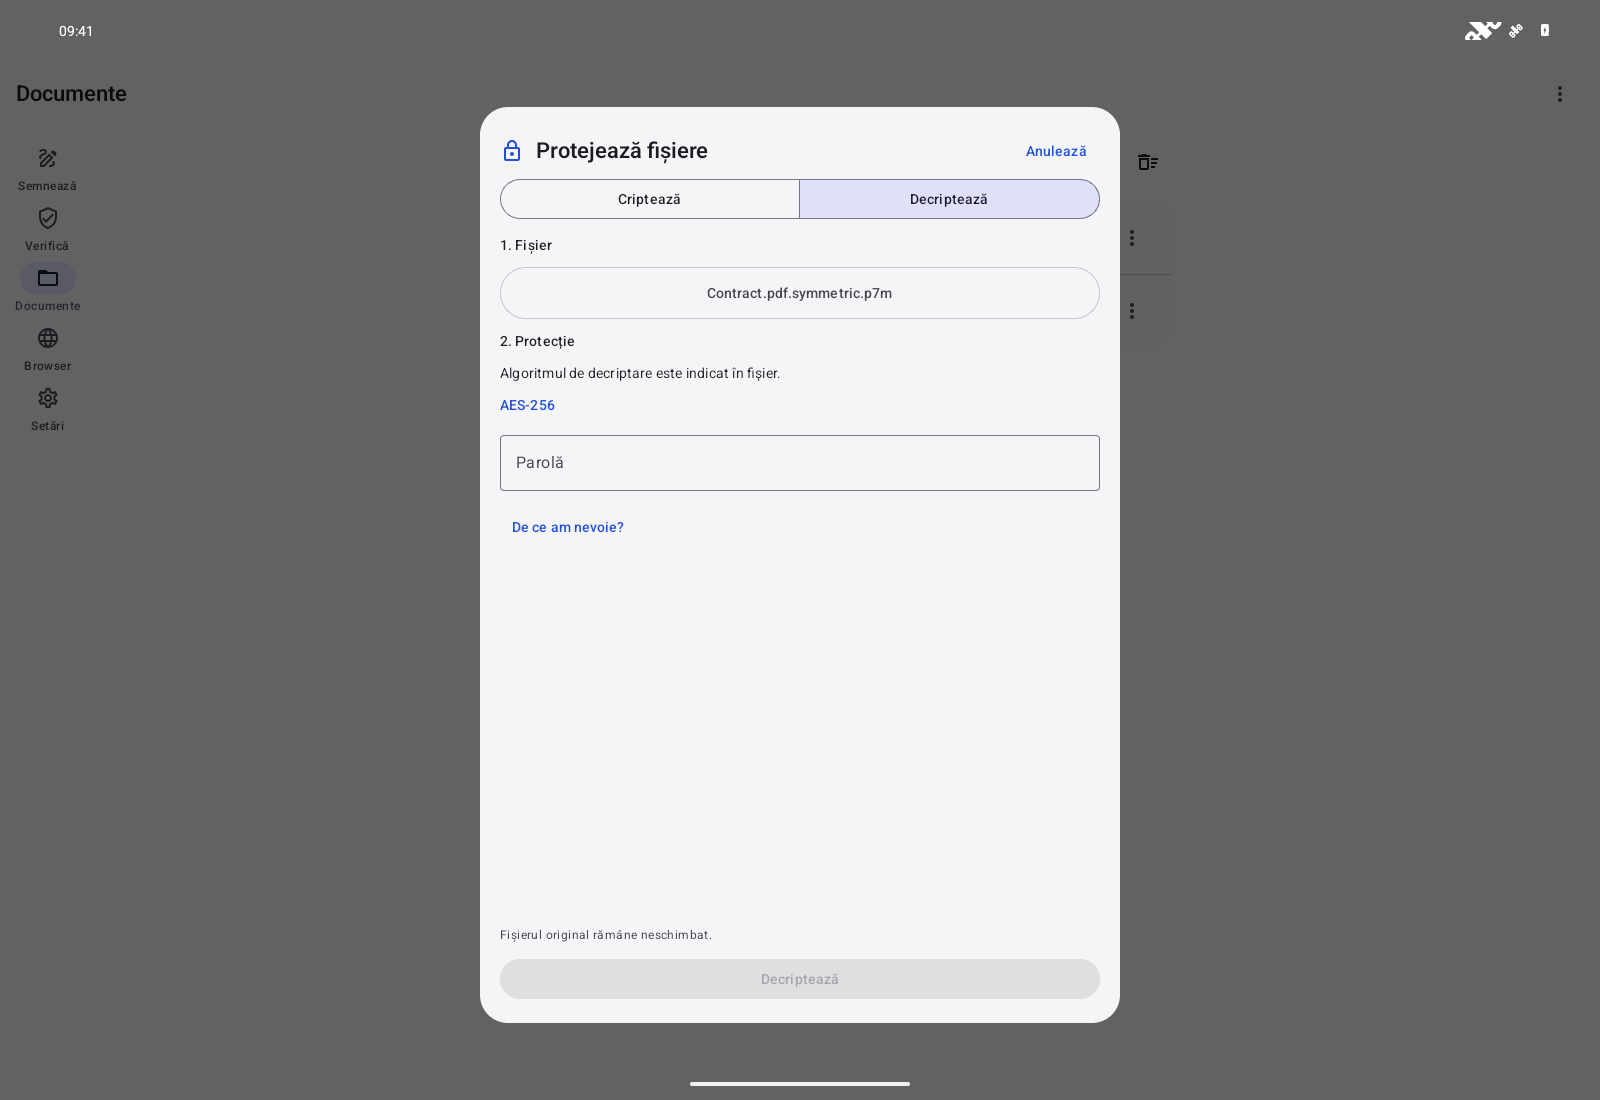 09:41
Documente
Semnează
Verifică
Documente
Browser
Setări
Protejează fișiere
Anulează
Criptează
Decriptează
1. Fișier
Contract.pdf.symmetric.p7m
2. Protecție
Algoritmul de decriptare este indicat în fișier.
AES-256
Parolă
De ce am nevoie?
Fișierul original rămâne neschimbat.
Decriptează